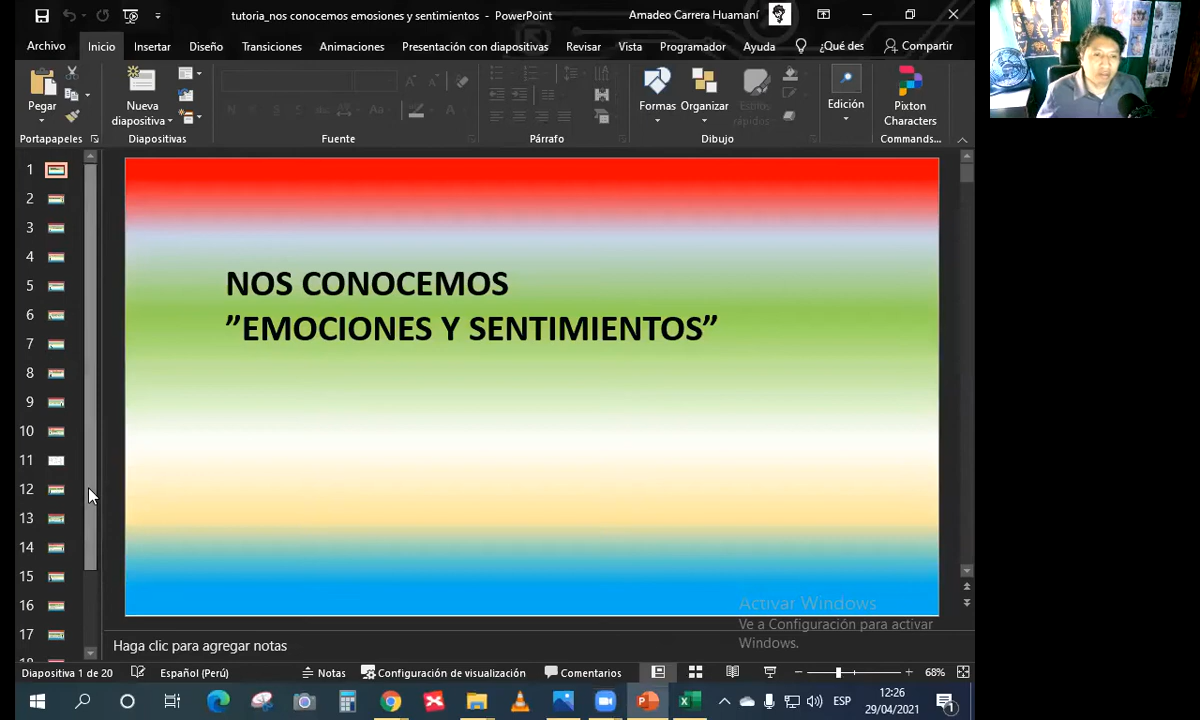 tutoria_nos conocemos emosiones y sentimientos - PowerPoint
Amadeo Carrera Huamaní
Archivo
Inicio
Insertar
Diseño
Transiciones
Animaciones
Presentación con diapositivas
Revisar
Vista
Programador
Ayuda
¿Qué des
Compartir
Pegar
Nueva
diapositiva
Formas
Organizar
Estilos
rápidos
Edición
Pixton
Characters
N
K
S
S
Aa
A
Portapapeles
Diapositivas
Fuente
Párrafo
Dibujo
Commands...
1
2
3
4
5
6
7
8
9
10
11
12
13
14
15
16
17
18
NOS CONOCEMOS
”EMOCIONES Y SENTIMIENTOS”
Activar Windows
Ve a Configuración para activar
Windows.
Haga clic para agregar notas
Diapositiva 1 de 20
Español (Perú)
Notas
Configuración de visualización
Comentarios
68%
ESP
12:26
29/04/2021
1